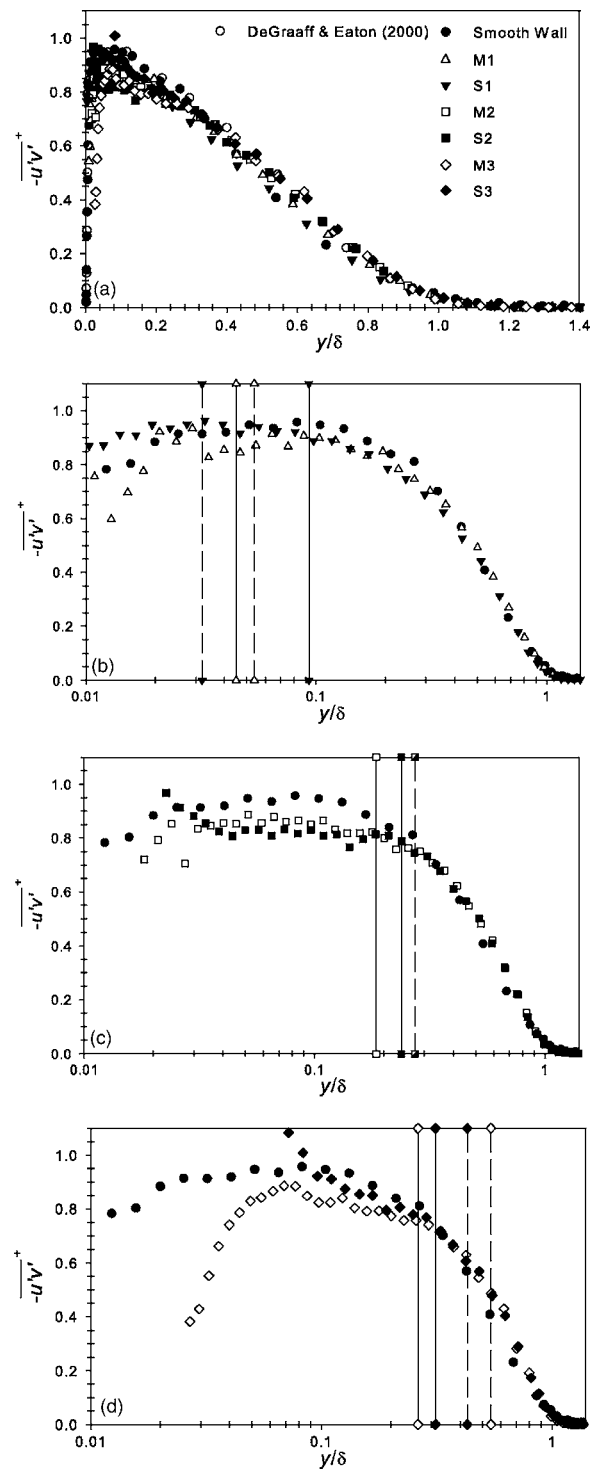 DeGraaff & Eaton (2000)
Smooth Wall
M1
S1
M2
S2
M3
S3
-u'v'⁺
1.0
0.8
0.6
0.4
0.2
0.0
(a)
0.0 0.2 0.4 0.6 0.8 1.0 1.2 1.4
y/δ
-u'v'⁺
1.0
0.8
0.6
0.4
0.2
0.0
(b)
0.01 0.1 1
y/δ
-u'v'⁺
1.0
0.8
0.6
0.4
0.2
0.0
(c)
0.01 0.1 1
y/δ
-u'v'⁺
1.0
0.8
0.6
0.4
0.2
0.0
(d)
0.01 0.1 1
y/δ